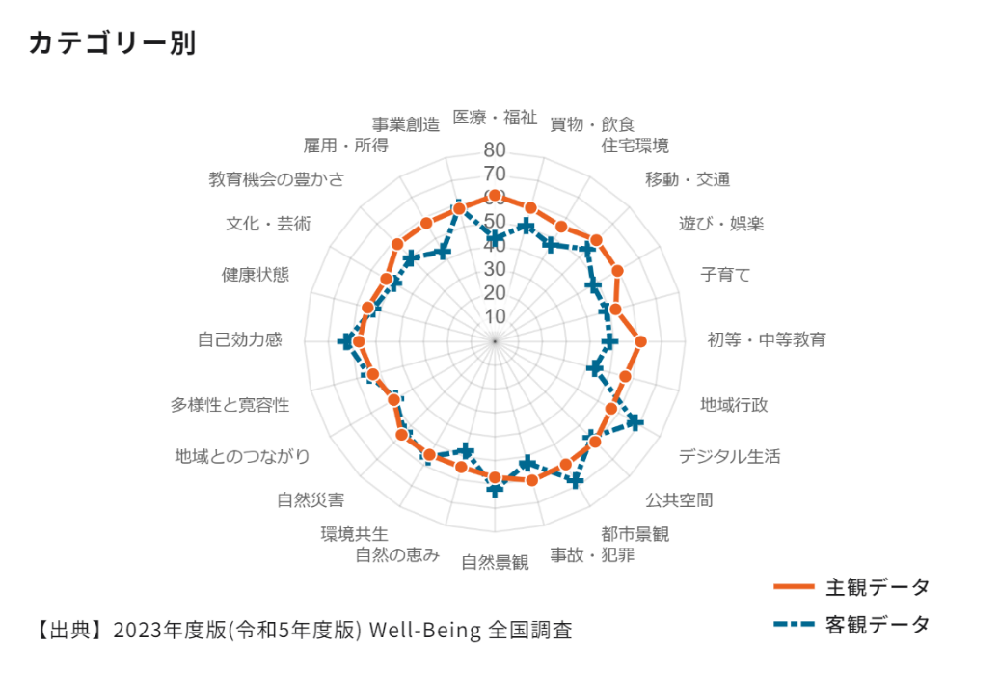 カテゴリー別
医療・福祉
買物・飲食
住宅環境
移動・交通
遊び・娯楽
子育て
初等・中等教育
地域行政
デジタル生活
公共空間
都市景観
事故・犯罪
自然景観
自然の恵み
環境共生
自然災害
地域とのつながり
多様性と寛容性
自己効力感
健康状態
文化・芸術
教育機会の豊かさ
雇用・所得
事業創造
80
70
60
50
40
30
20
10
主観データ
客観データ
【出典】2023年度版(令和5年度版) Well-Being 全国調査